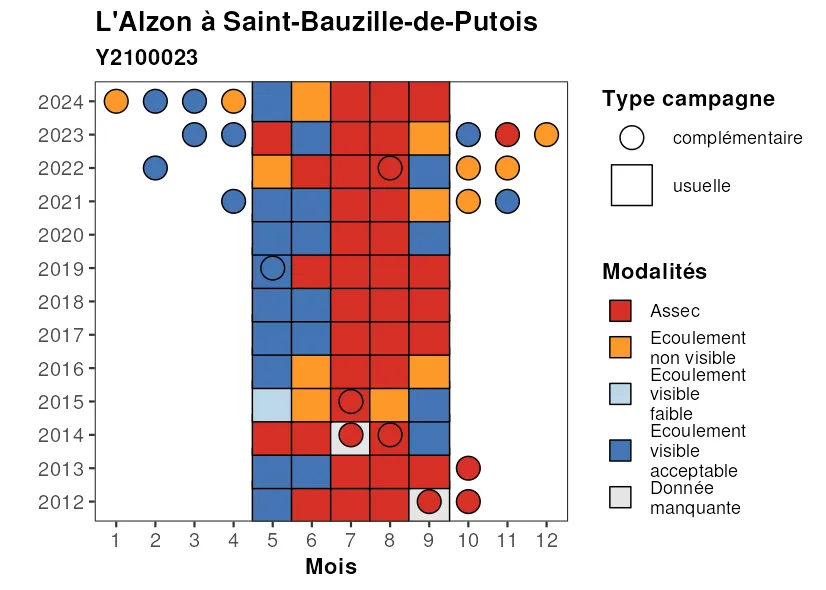 L'Alzon à Saint-Bauzille-de-Putois
Y2100023
2024
2023
2022
2021
2020
2019
2018
2017
2016
2015
2014
2013
2012
1 2 3 4 5 6 7 8 9 10 11 12
Mois
Type campagne
complémentaire
usuelle
Modalités
Assec
Ecoulement
non visible
Ecoulement
visible
faible
Ecoulement
visible
acceptable
Donnée
manquante